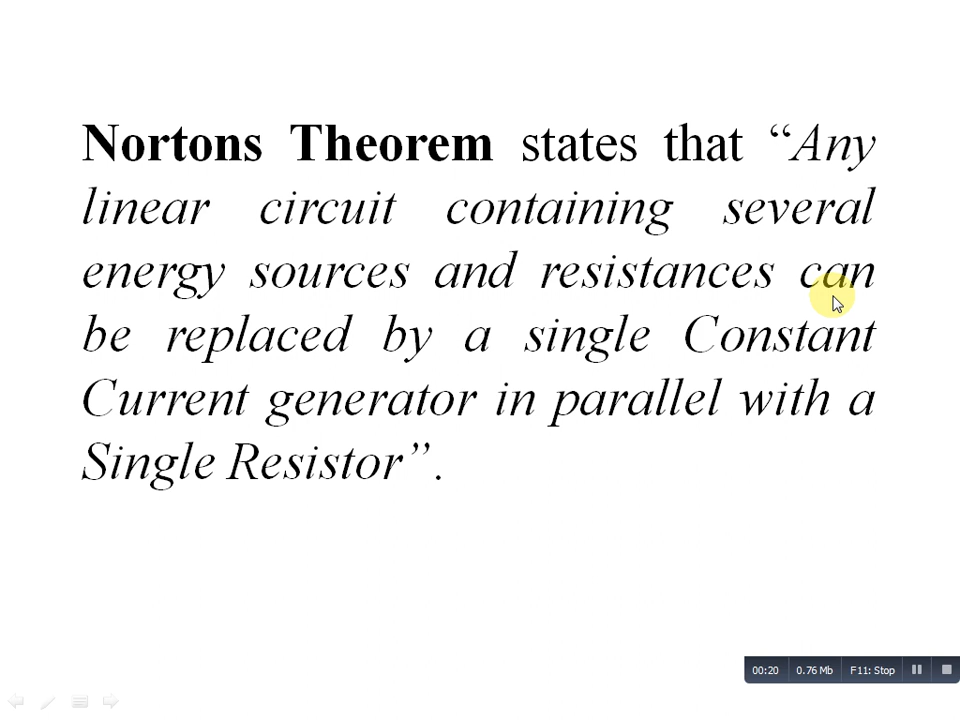 Nortons Theorem states that “Any
linear circuit containing several
energy sources and resistances can
be replaced by a single Constant
Current generator in parallel with a
Single Resistor”.
00:20 0.76 Mb F11: Stop